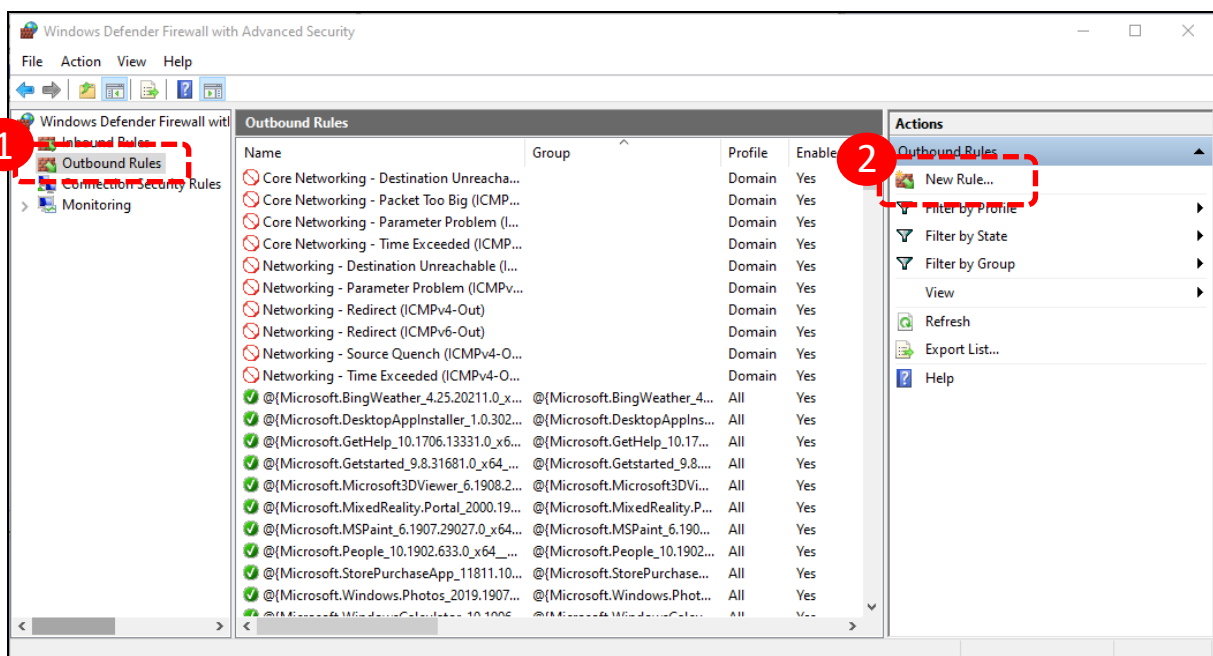 Windows Defender Firewall with Advanced Security
File Action View Help
Windows Defender Firewall witl
Inbound Rules
Outbound Rules
Connection Security Rules
Monitoring
1
Outbound Rules
Name Group Profile Enable
Core Networking - Destination Unreacha... Domain Yes
Core Networking - Packet Too Big (ICMP... Domain Yes
Core Networking - Parameter Problem (I... Domain Yes
Core Networking - Time Exceeded (ICMP... Domain Yes
Networking - Destination Unreachable (I... Domain Yes
Networking - Parameter Problem (ICMPv... Domain Yes
Networking - Redirect (ICMPv4-Out) Domain Yes
Networking - Redirect (ICMPv6-Out) Domain Yes
Networking - Source Quench (ICMPv4-O... Domain Yes
Networking - Time Exceeded (ICMPv4-O... Domain Yes
@{Microsoft.BingWeather_4.25.20211.0_x... @{Microsoft.BingWeather_4... All Yes
@{Microsoft.DesktopAppInstaller_1.0.302... @{Microsoft.DesktopAppIns... All Yes
@{Microsoft.GetHelp_10.1706.13331.0_x6... @{Microsoft.GetHelp_10.17... All Yes
@{Microsoft.Getstarted_9.8.31681.0_x64_... @{Microsoft.Getstarted_9.8.... All Yes
@{Microsoft.Microsoft3DViewer_6.1908.2... @{Microsoft.Microsoft3DVi... All Yes
@{Microsoft.MixedReality.Portal_2000.19... @{Microsoft.MixedReality.P... All Yes
@{Microsoft.MSPaint_6.1907.29027.0_x64... @{Microsoft.MSPaint_6.190... All Yes
@{Microsoft.People_10.1902.633.0_x64__... @{Microsoft.People_10.1902... All Yes
@{Microsoft.StorePurchaseApp_11811.10... @{Microsoft.StorePurchase... All Yes
@{Microsoft.Windows.Photos_2019.1907... @{Microsoft.Windows.Phot... All Yes
Actions
Outbound Rules
2
New Rule...
Filter by Profile
Filter by State
Filter by Group
View
Refresh
Export List...
Help